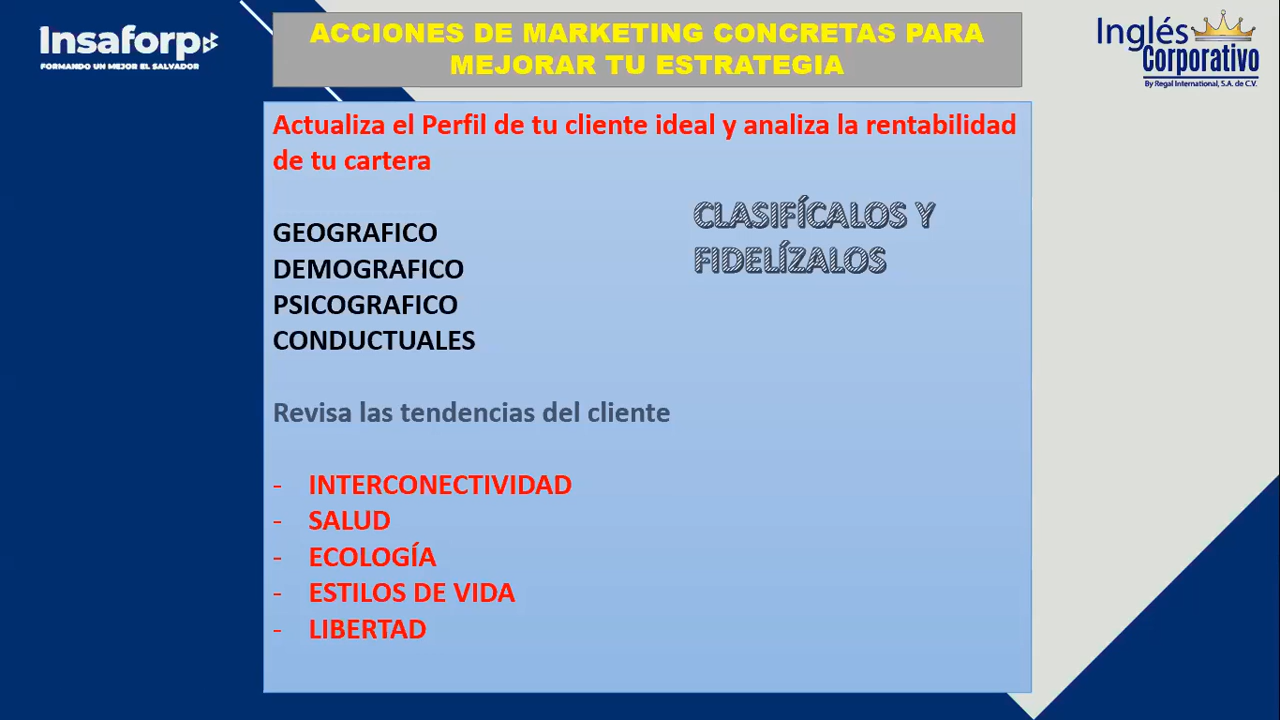 Insaforp
FORMANDO UN MEJOR EL SALVADOR
ACCIONES DE MARKETING CONCRETAS PARA
MEJORAR TU ESTRATEGIA
Inglés
Corporativo
By Regal International, S.A. de C.V.
Actualiza el Perfil de tu cliente ideal y analiza la rentabilidad
de tu cartera
CLASIFÍCALOS Y
FIDELÍZALOS
GEOGRAFICO
DEMOGRAFICO
PSICOGRAFICO
CONDUCTUALES
Revisa las tendencias del cliente
- INTERCONECTIVIDAD
- SALUD
- ECOLOGÍA
- ESTILOS DE VIDA
- LIBERTAD